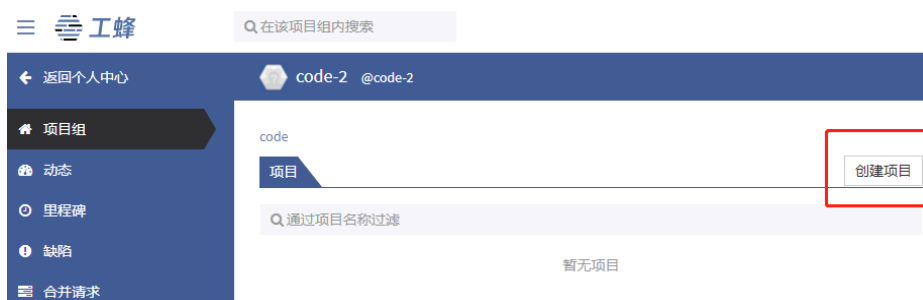 工蜂
在该项目组内搜索
返回个人中心
code-2 @code-2
项目组
动态
里程碑
缺陷
合并请求
code
项目
创建项目
通过项目名称过滤
暂无项目